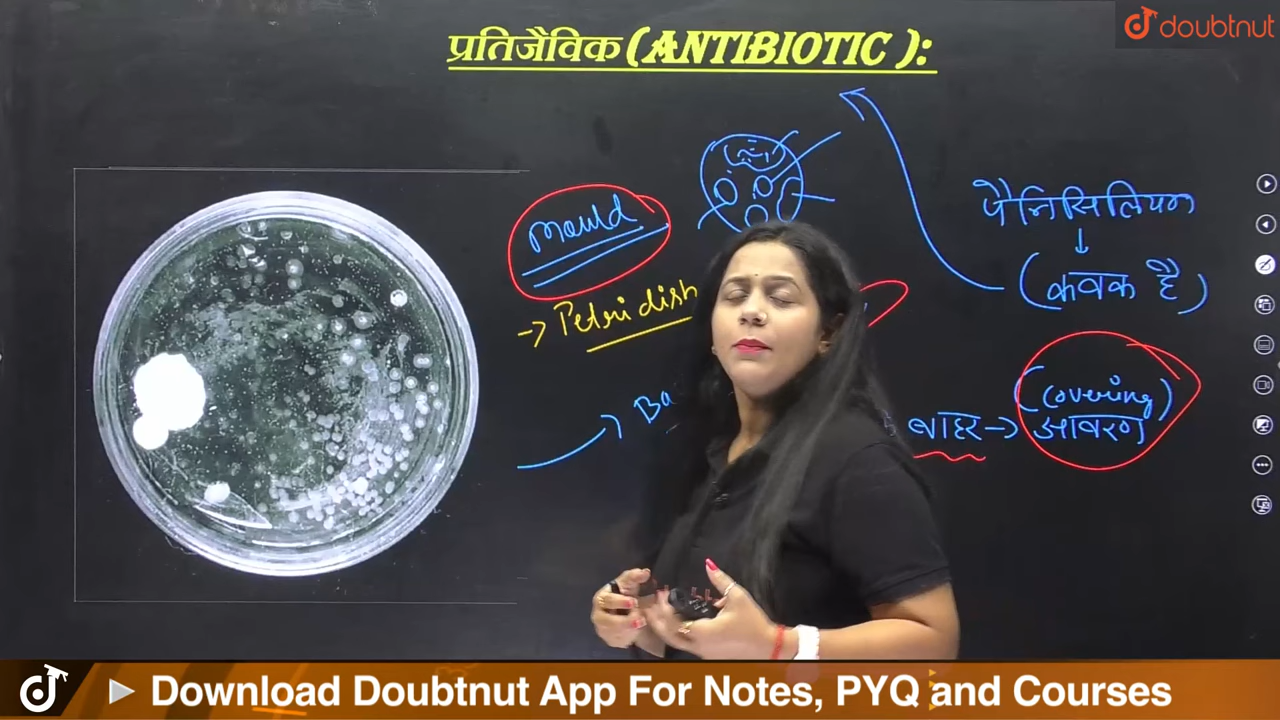 doubtnut
प्रतिजैविक (ANTIBIOTIC ):
mould
पैनिसिलियम
↓
(कवक है)
-> Petri dish
(covering)
बाहर -> आवरण
Download Doubtnut App For Notes, PYQ and Courses